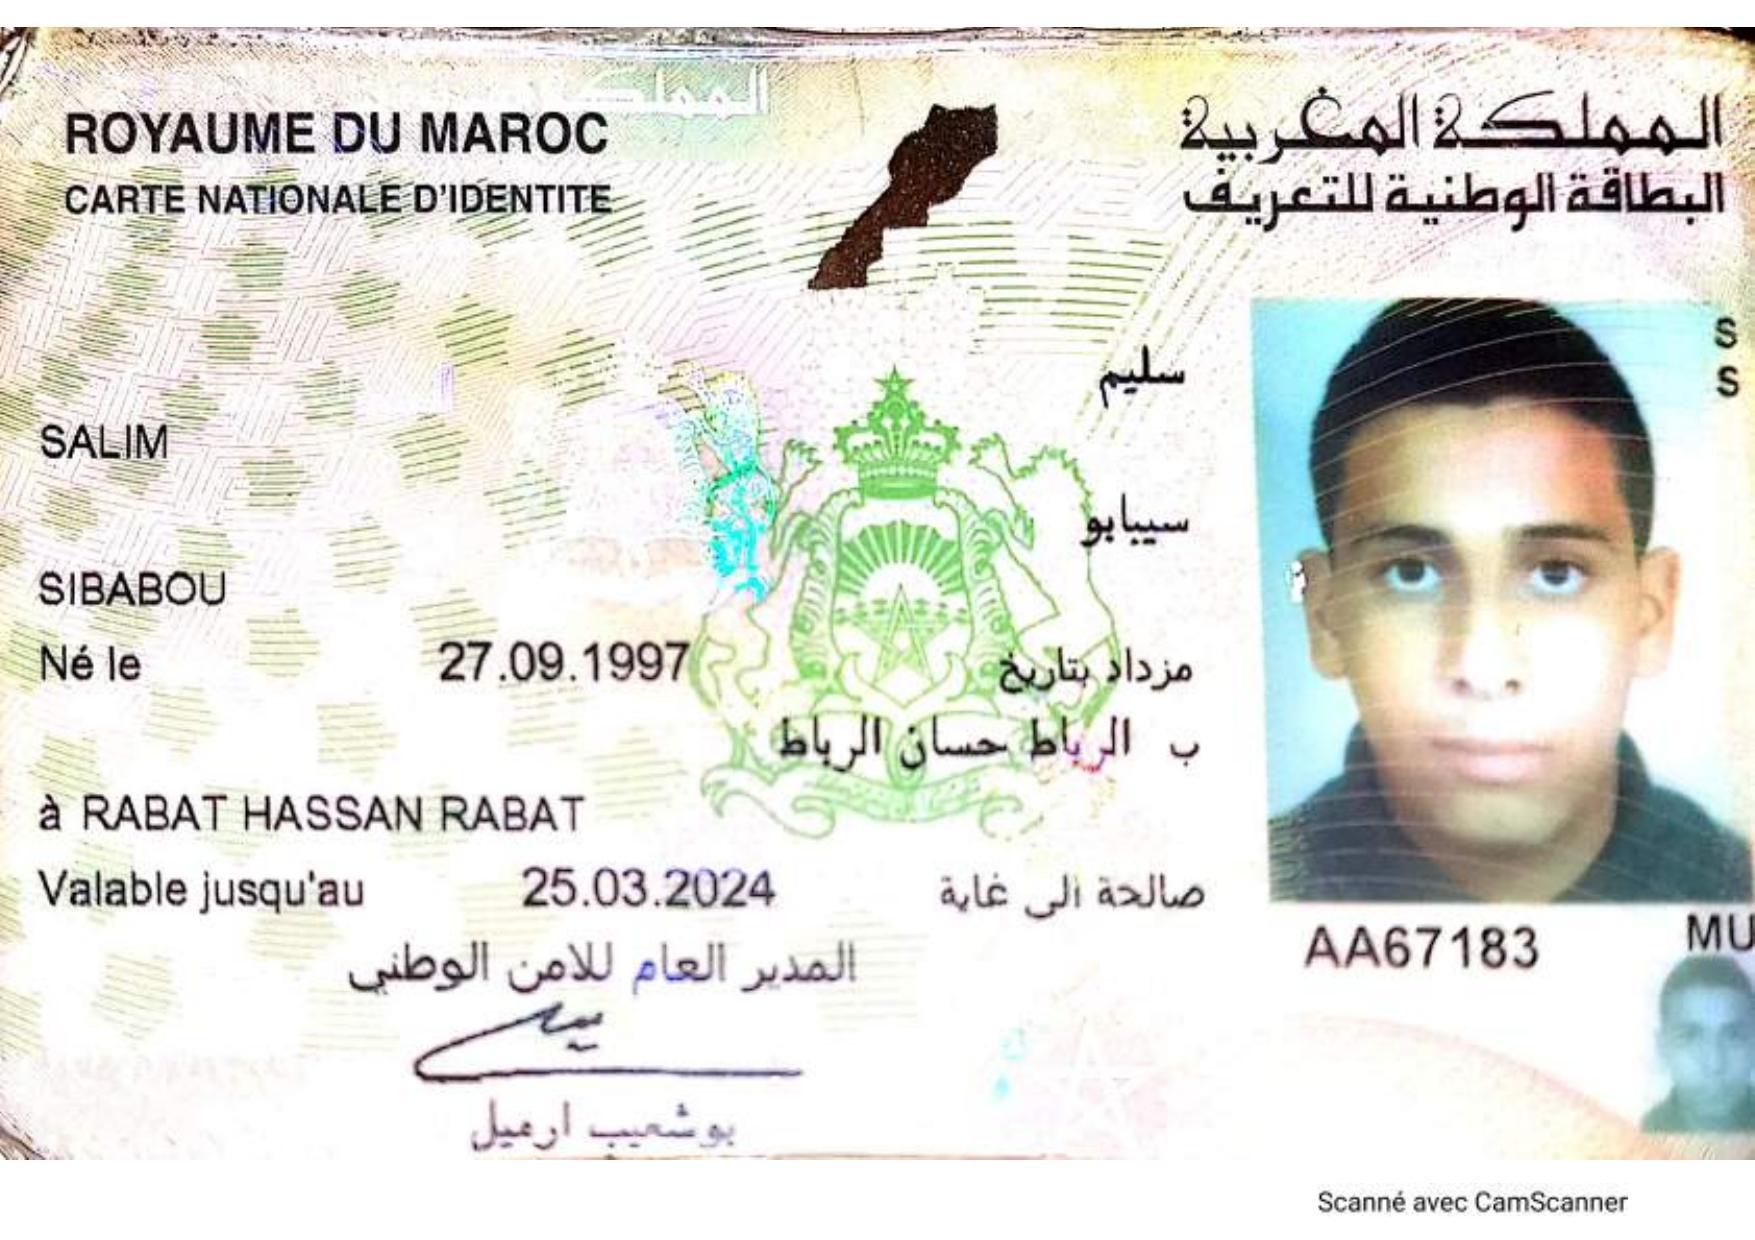 المملكة
ROYAUME DU MAROC
المملكة المغربية
CARTE NATIONALE D'IDENTITE
البطاقة الوطنية للتعريف
S
S
سليم
SALIM
سيبابو
SIBABOU
Né le 27.09.1997 مزداد بتاريخ
ب الرباط حسان الرباط
à RABAT HASSAN RABAT
Valable jusqu'au 25.03.2024 صالحة الى غاية
المدير العام للامن الوطني
AA67183
MU
بوشعيب ارميل
Scanné avec CamScanner